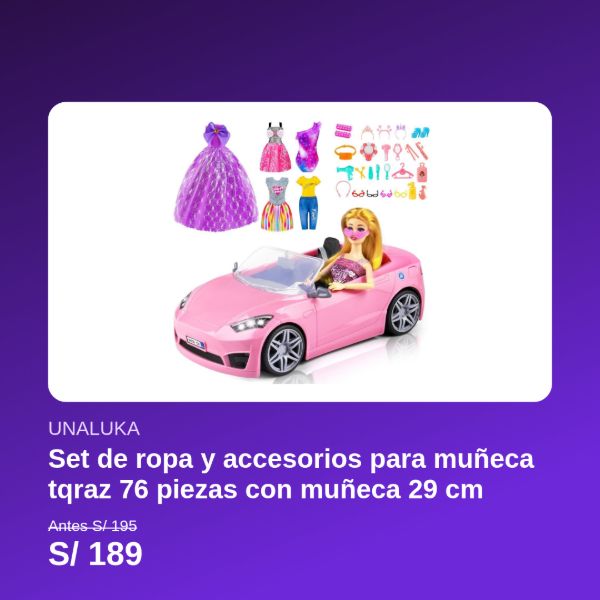 UNALUKA
Set de ropa y accesorios para muñeca
tqraz 76 piezas con muñeca 29 cm
Antes S/ 195
S/ 189